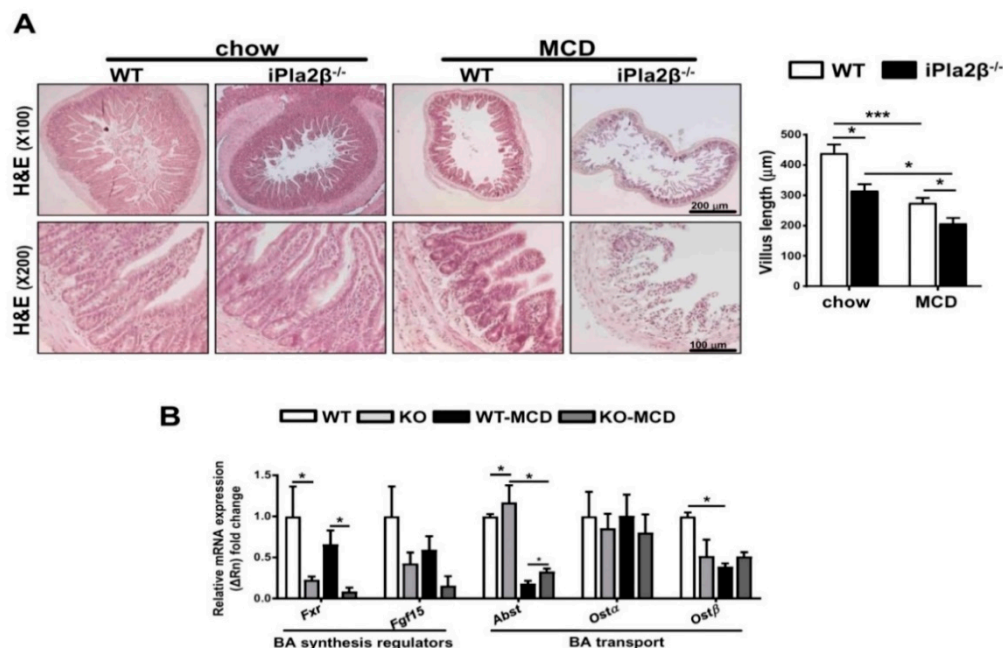 A
chow MCD
WT iPla2β-/- WT iPla2β-/-
H&E (X100)
200 μm
H&E (X200)
100 μm
WT iPla2β-/-
***
* *
*
Villus length (μm)
500
400
300
200
100
0
chow MCD
B
WT KO WT-MCD KO-MCD
Relative mRNA expression
(ΔRn) fold change
1.5
1.0
0.5
0.0
* * * * * *
Fxr Fgf15 Abst Ostα Ostβ
BA synthesis regulators BA transport